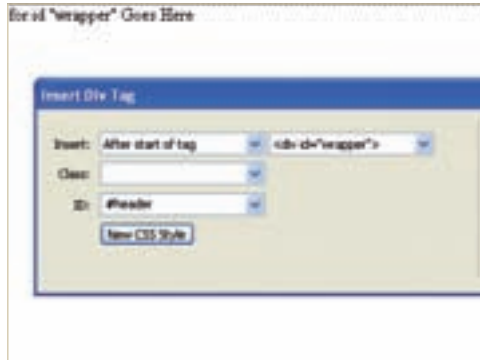 for id "wrapper" Goes Here
Insert Div Tag
Insert: After start of tag <div id="wrapper">
Class:
ID: #header
New CSS Style